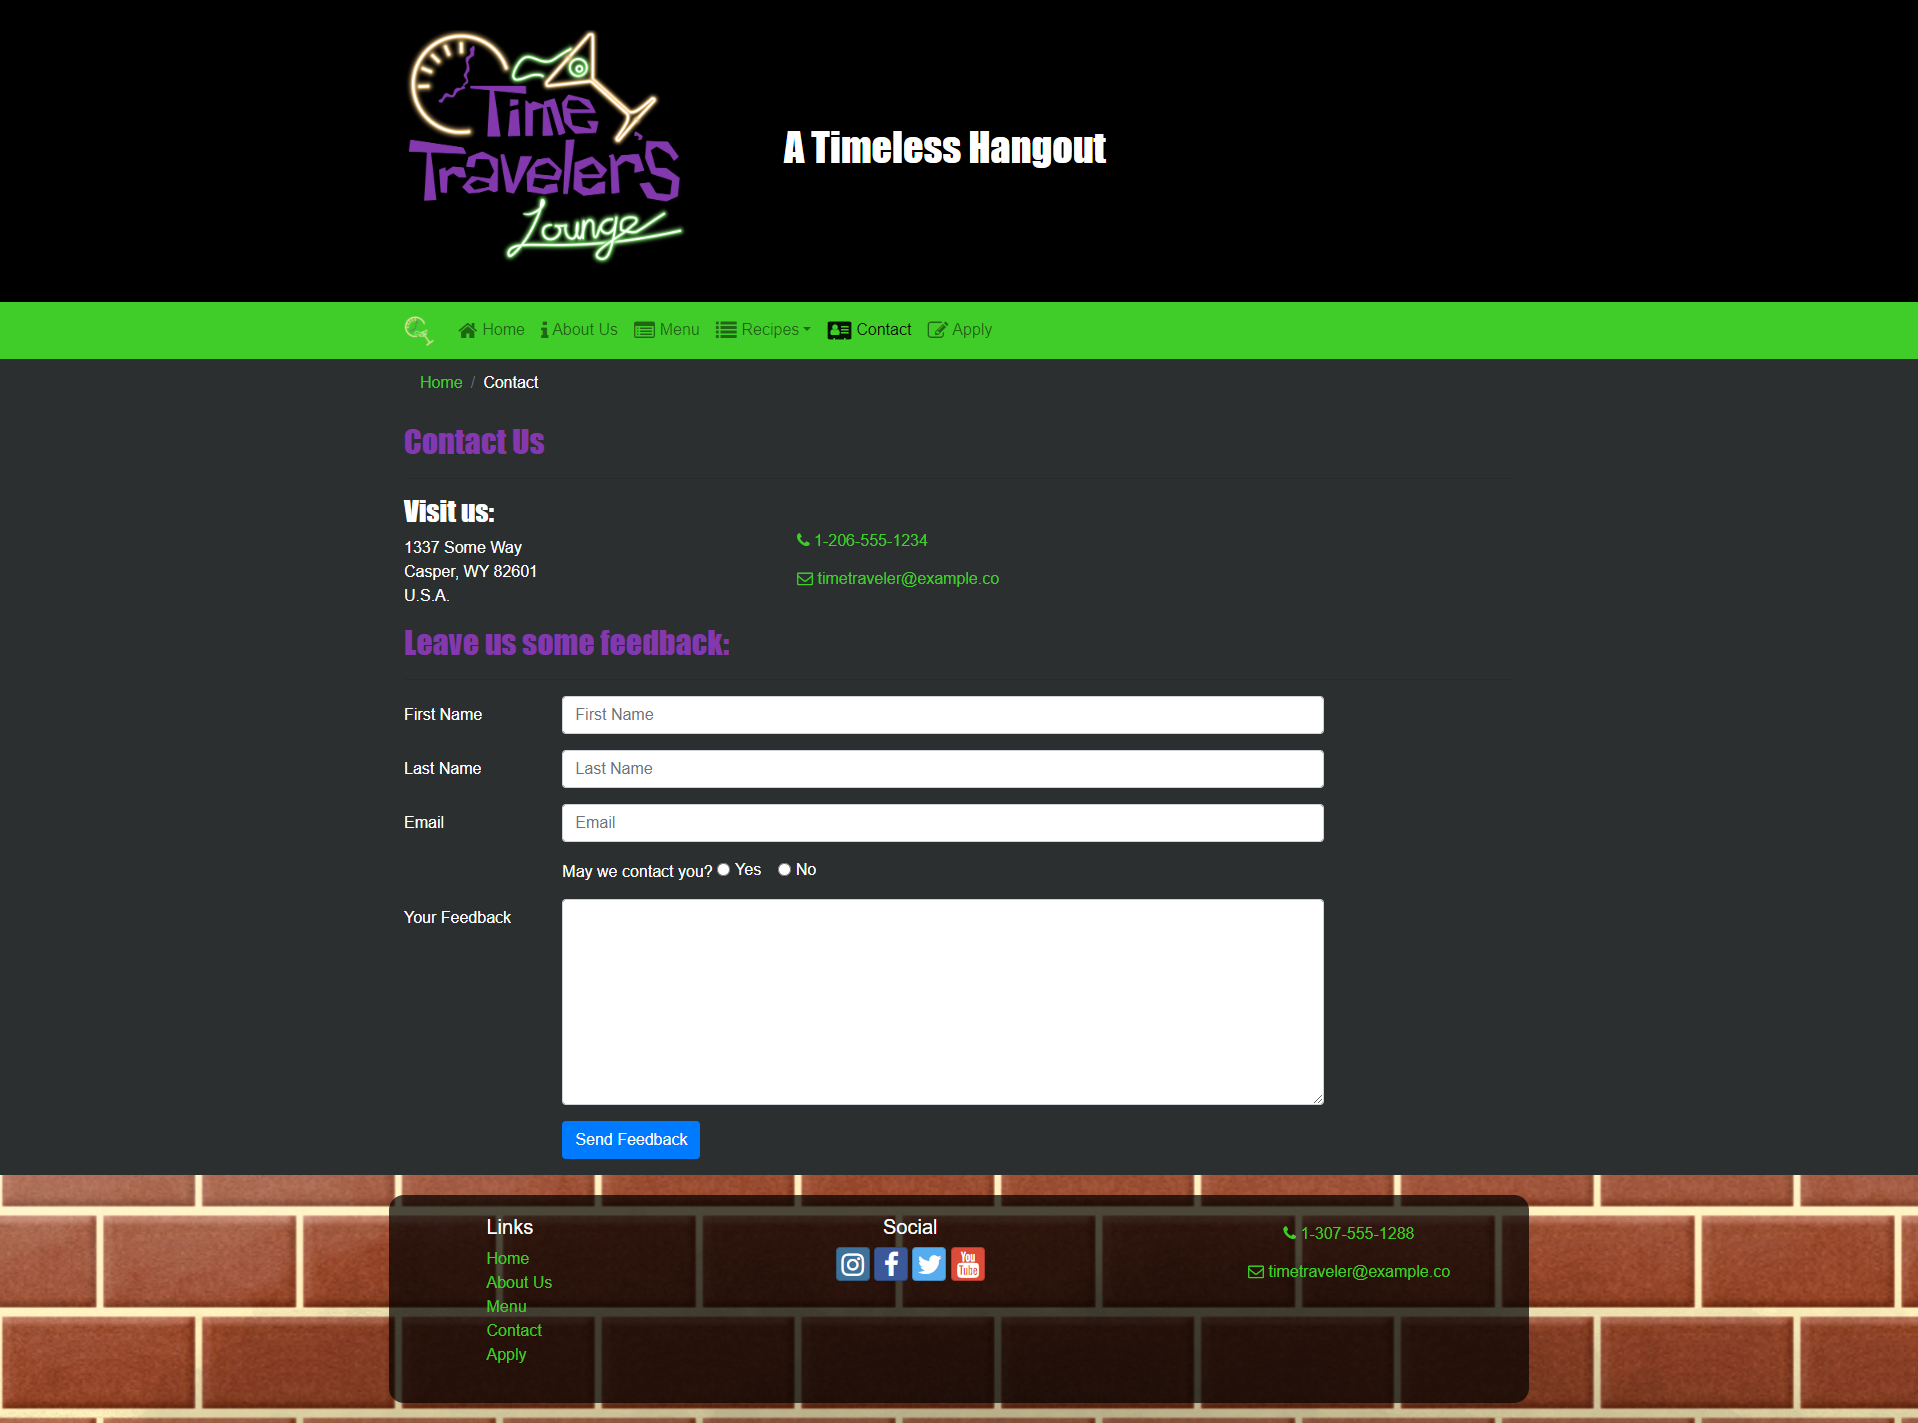 Time
Traveler's
Lounge
A Timeless Hangout
Home About Us Menu Recipes Contact Apply
Home / Contact
Contact Us
Visit us:
1337 Some Way
Casper, WY 82601
U.S.A.
1-206-555-1234
timetraveler@example.co
Leave us some feedback:
First Name First Name
Last Name Last Name
Email Email
May we contact you? Yes No
Your Feedback
Send Feedback
Links
Home
About Us
Menu
Contact
Apply
Social
You
Tube
1-307-555-1288
timetraveler@example.co